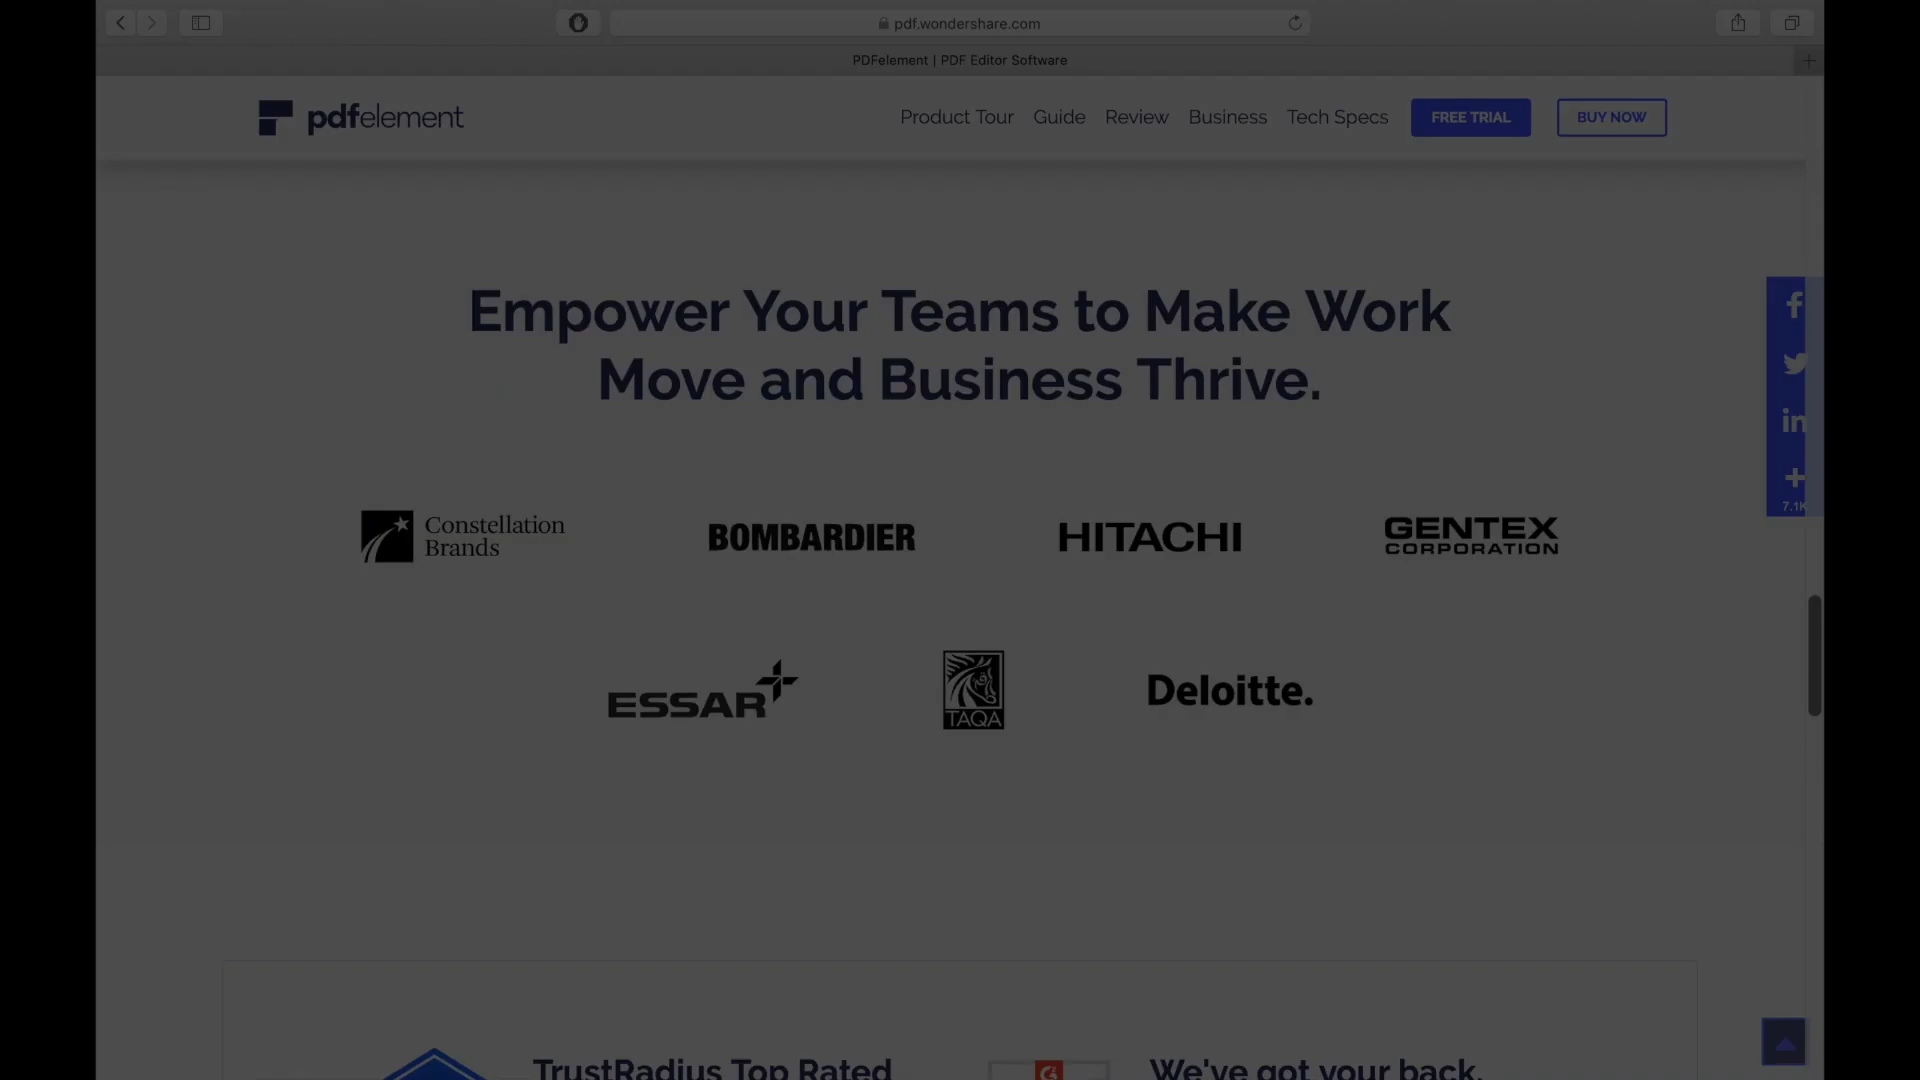 pdf.wondershare.com
PDFelement | PDF Editor Software
pdfelement
Product Tour Guide Review Business Tech Specs FREE TRIAL BUY NOW
Empower Your Teams to Make Work
Move and Business Thrive.
Constellation
Brands
BOMBARDIER
HITACHI
GENTEX
CORPORATION
in
7.1K
ESSAR
TAQA
Deloitte.
TrustRadius Top Rated
We've got your back.